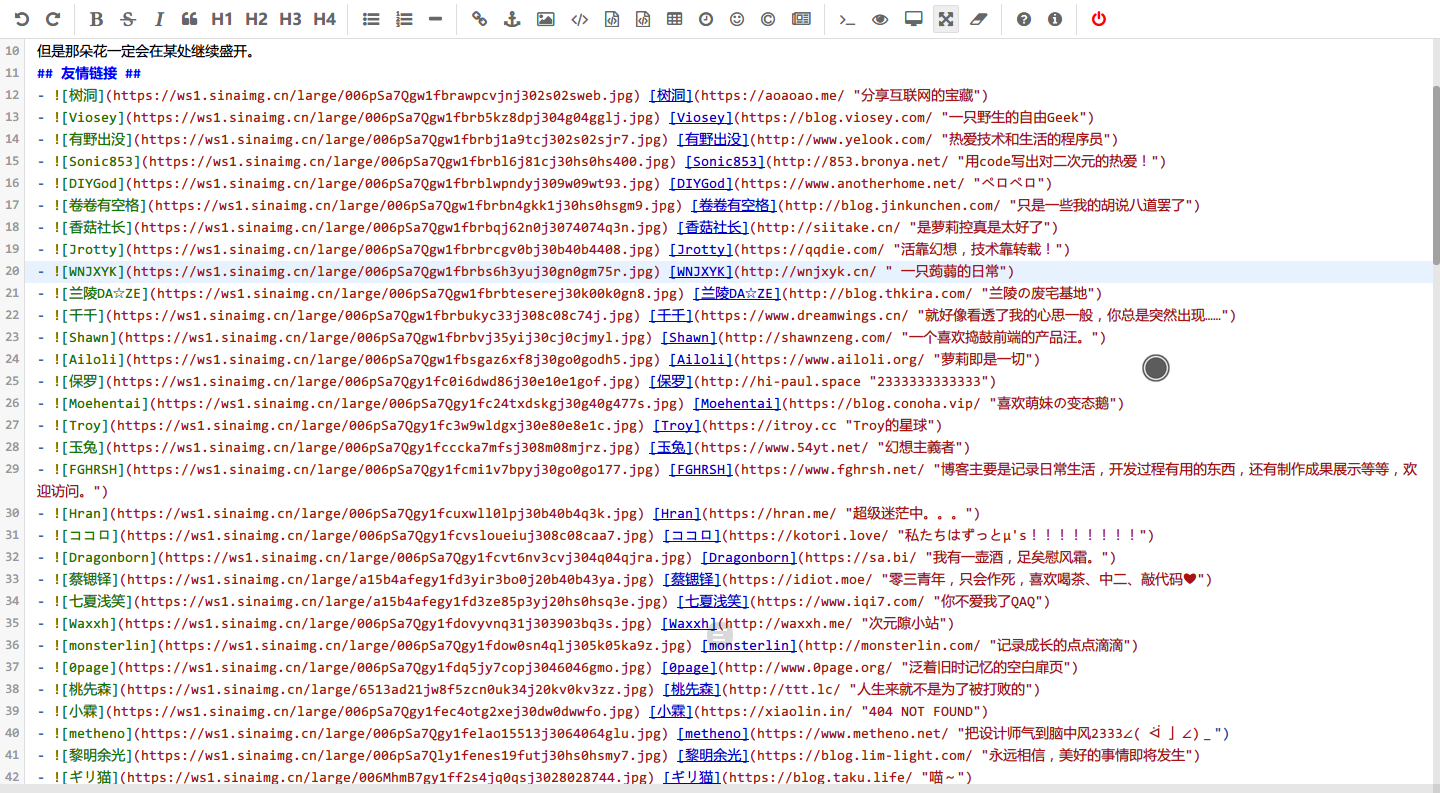 H1 H2 H3 H4
10 但是那朵花一定会在某处继续盛开。
11 ## 友情链接 ##
12 - ![树洞](https://ws1.sinaimg.cn/large/006pSa7Qgw1fbrawpcvjnj302s02sweb.jpg) [树洞](https://aoaoao.me/ "分享互联网的宝藏")
13 - ![Viosey](https://ws1.sinaimg.cn/large/006pSa7Qgw1fbrb5kz8dpj304g04gglj.jpg) [Viosey](https://blog.viosey.com/ "一只野生的自由Geek")
14 - ![有野出没](https://ws1.sinaimg.cn/large/006pSa7Qgw1fbrbj1a9tcj302s02sjr7.jpg) [有野出没](http://www.yelook.com/ "热爱技术和生活的程序员")
15 - ![Sonic853](https://ws1.sinaimg.cn/large/006pSa7Qgw1fbrbl6j81cj30hs0hs400.jpg) [Sonic853](http://853.bronya.net/ "用code写出对二次元的热爱！")
16 - ![DIYGod](https://ws1.sinaimg.cn/large/006pSa7Qgw1fbrblwpndyj309w09wt93.jpg) [DIYGod](https://www.anotherhome.net/ "ペロペロ")
17 - ![卷卷有空格](https://ws1.sinaimg.cn/large/006pSa7Qgw1fbrbn4gkk1j30hs0hsgm9.jpg) [卷卷有空格](http://blog.jinkunchen.com/ "只是一些我的胡说八道罢了")
18 - ![香菇社长](https://ws1.sinaimg.cn/large/006pSa7Qgw1fbrbqj62n0j3074074q3n.jpg) [香菇社长](http://siitake.cn/ "是萝莉控真是太好了")
19 - ![Jrotty](https://ws1.sinaimg.cn/large/006pSa7Qgw1fbrbrcgv0bj30b40b4408.jpg) [Jrotty](https://qqdie.com/ "活靠幻想，技术靠转载！")
20 - ![WNJXYK](https://ws1.sinaimg.cn/large/006pSa7Qgw1fbrbs6h3yuj30gn0gm75r.jpg) [WNJXYK](http://wnjxyk.cn/ " 一只蒟蒻的日常")
21 - ![兰陵DA☆ZE](https://ws1.sinaimg.cn/large/006pSa7Qgw1fbrbteserej30k00k0gn8.jpg) [兰陵DA☆ZE](http://blog.thkira.com/ "兰陵の废宅基地")
22 - ![千千](https://ws1.sinaimg.cn/large/006pSa7Qgw1fbrbukyc33j308c08c74j.jpg) [千千](https://www.dreamwings.cn/ "就好像看透了我的心思一般，你总是突然出现……")
23 - ![Shawn](https://ws1.sinaimg.cn/large/006pSa7Qgw1fbrbvj35yij30cj0cjmyl.jpg) [Shawn](http://shawnzeng.com/ "一个喜欢捣鼓前端的产品汪。")
24 - ![Ailoli](https://ws1.sinaimg.cn/large/006pSa7Qgw1fbsgaz6xf8j30go0godh5.jpg) [Ailoli](https://www.ailoli.org/ "萝莉即是一切")
25 - ![保罗](https://ws1.sinaimg.cn/large/006pSa7Qgy1fc0i6dwd86j30e10e1gof.jpg) [保罗](http://hi-paul.space "2333333333333")
26 - ![Moehentai](https://ws1.sinaimg.cn/large/006pSa7Qgy1fc24txdskgj30g40g477s.jpg) [Moehentai](https://blog.conoha.vip/ "喜欢萌妹の变态鹅")
27 - ![Troy](https://ws1.sinaimg.cn/large/006pSa7Qgy1fc3w9wldgxj30e80e8e1c.jpg) [Troy](https://itroy.cc "Troy的星球")
28 - ![玉兔](https://ws1.sinaimg.cn/large/006pSa7Qgy1fcccka7mfsj308m08mjrz.jpg) [玉兔](https://www.54yt.net/ "幻想主義者")
29 - ![FGHRSH](https://ws1.sinaimg.cn/large/006pSa7Qgy1fcmi1v7bpyj30go0go177.jpg) [FGHRSH](https://www.fghrsh.net/ "博客主要是记录日常生活，开发过程有用的东西，还有制作成果展示等等，欢
迎访问。")
30 - ![Hran](https://ws1.sinaimg.cn/large/006pSa7Qgy1fcuxwll0lpj30b40b4q3k.jpg) [Hran](https://hran.me/ "超级迷茫中。。。")
31 - ![ココロ](https://ws1.sinaimg.cn/large/006pSa7Qgy1fcvsloueiuj308c08caa7.jpg) [ココロ](https://kotori.love/ "私たちはずっとμ's！！！！！！！！")
32 - ![Dragonborn](https://ws1.sinaimg.cn/large/006pSa7Qgy1fcvt6nv3cvj304q04qjra.jpg) [Dragonborn](https://sa.bi/ "我有一壶酒，足矣慰风霜。")
33 - ![蔡锶铎](https://ws1.sinaimg.cn/large/a15b4afegy1fd3yir3bo0j20b40b43ya.jpg) [蔡锶铎](https://idiot.moe/ "零三青年，只会作死，喜欢喝茶、中二、敲代码♥")
34 - ![七夏浅笑](https://ws1.sinaimg.cn/large/a15b4afegy1fd3ze85p3yj20hs0hsq3e.jpg) [七夏浅笑](https://www.iqi7.com/ "你不爱我了QAQ")
35 - ![Waxxh](https://ws1.sinaimg.cn/large/006pSa7Qgy1fdovyvnq31j303903bq3s.jpg) [Waxxh](http://waxxh.me/ "次元隙小站")
36 - ![monsterlin](https://ws1.sinaimg.cn/large/006pSa7Qgy1fdow0sn4qlj305k05ka9z.jpg) [monsterlin](http://monsterlin.com/ "记录成长的点点滴滴")
37 - ![0page](https://ws1.sinaimg.cn/large/006pSa7Qgy1fdq5jy7copj3046046gmo.jpg) [0page](http://www.0page.org/ "泛着旧时记忆的空白扉页")
38 - ![桃先森](https://ws1.sinaimg.cn/large/6513ad21jw8f5zcn0uk34j20kv0kv3zz.jpg) [桃先森](http://ttt.lc/ "人生来就不是为了被打败的")
39 - ![小霖](https://ws1.sinaimg.cn/large/006pSa7Qgy1fec4otg2xej30dw0dwwfo.jpg) [小霖](https://xiaolin.in/ "404 NOT FOUND")
40 - ![metheno](https://ws1.sinaimg.cn/large/006pSa7Qgy1felao15513j3064064glu.jpg) [metheno](https://www.metheno.net/ "把设计师气到脑中风2333∠( ᐛ 」∠)＿")
41 - ![黎明余光](https://ws1.sinaimg.cn/large/006pSa7Qly1fenes19futj30hs0hsmy7.jpg) [黎明余光](https://blog.lim-light.com/ "永远相信，美好的事情即将发生")
42 - ![ギリ猫](https://ws1.sinaimg.cn/large/006MhmB7gy1ff2s4jq0qsj3028028744.jpg) [ギリ猫](https://blog.taku.life/ "喵～")